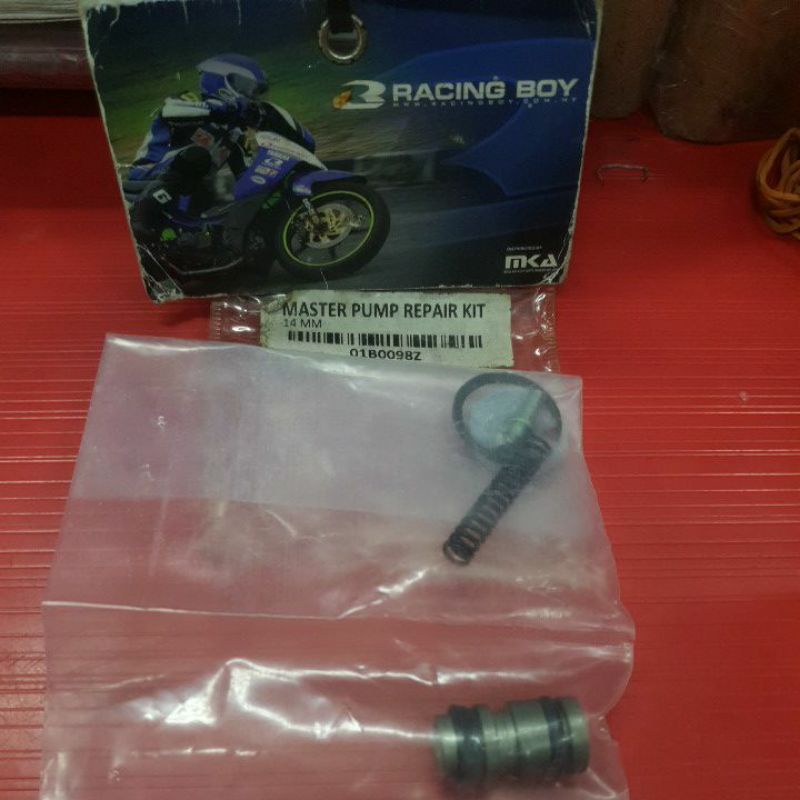 RACING BOY
WWW.RACINGBOY.COM.MY
MKA
MASTER PUMP REPAIR KIT
14 MM
01B0098Z